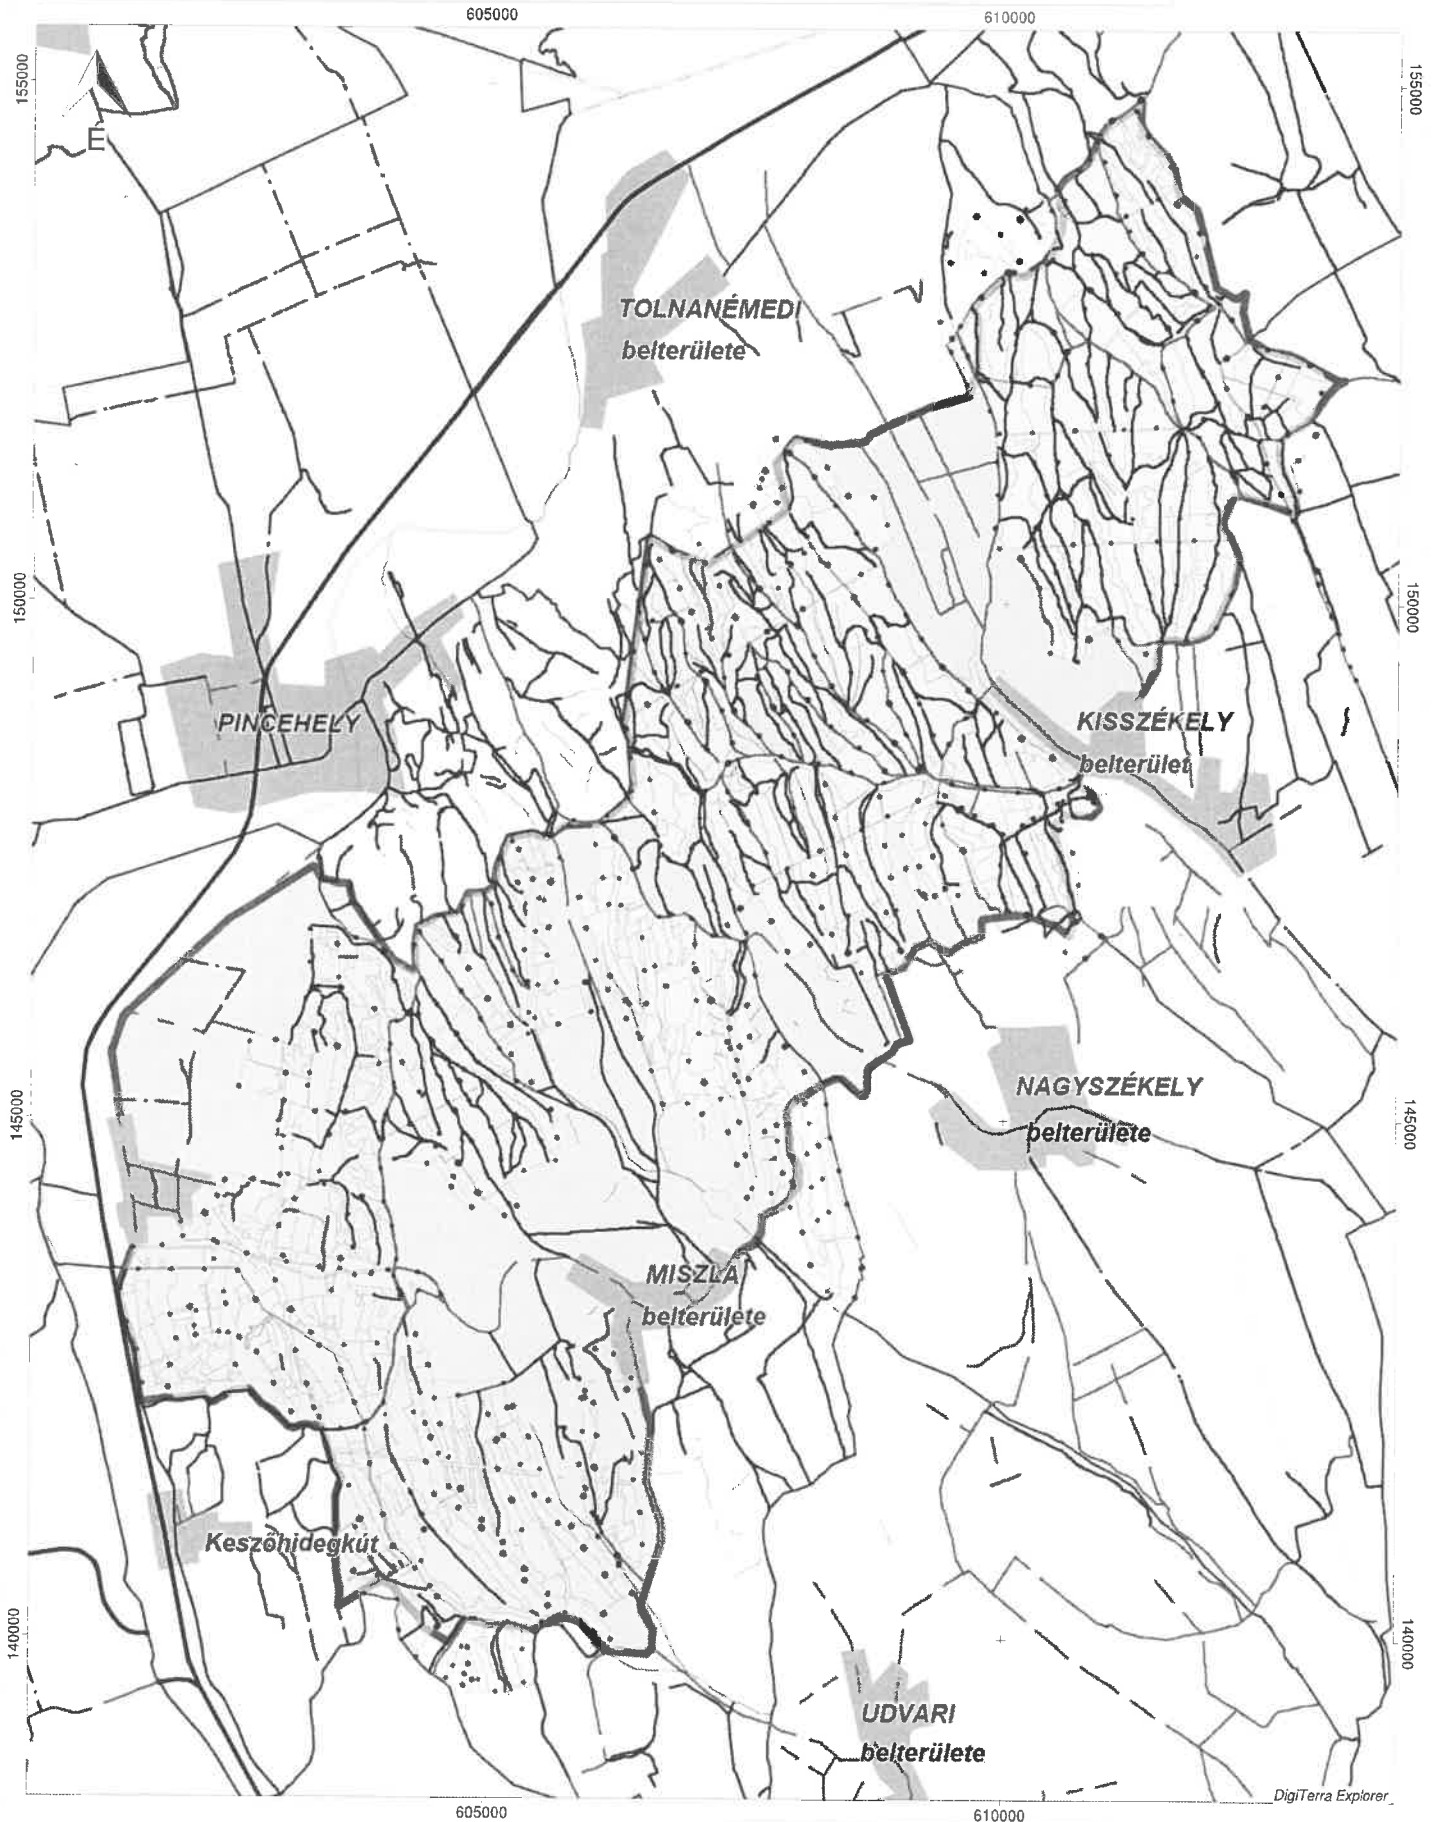 605000
610000
155000
155000
É
TOLNANÉMEDI
belterülete
150000
150000
PINCEHELY
KISSZÉKELY
belterület
145000
145000
NAGYSZÉKELY
belterülete
MISZLA
belterülete
Keszőhidegkút
140000
140000
UDVARI
belterülete
DigiTerra Explorer
605000
610000